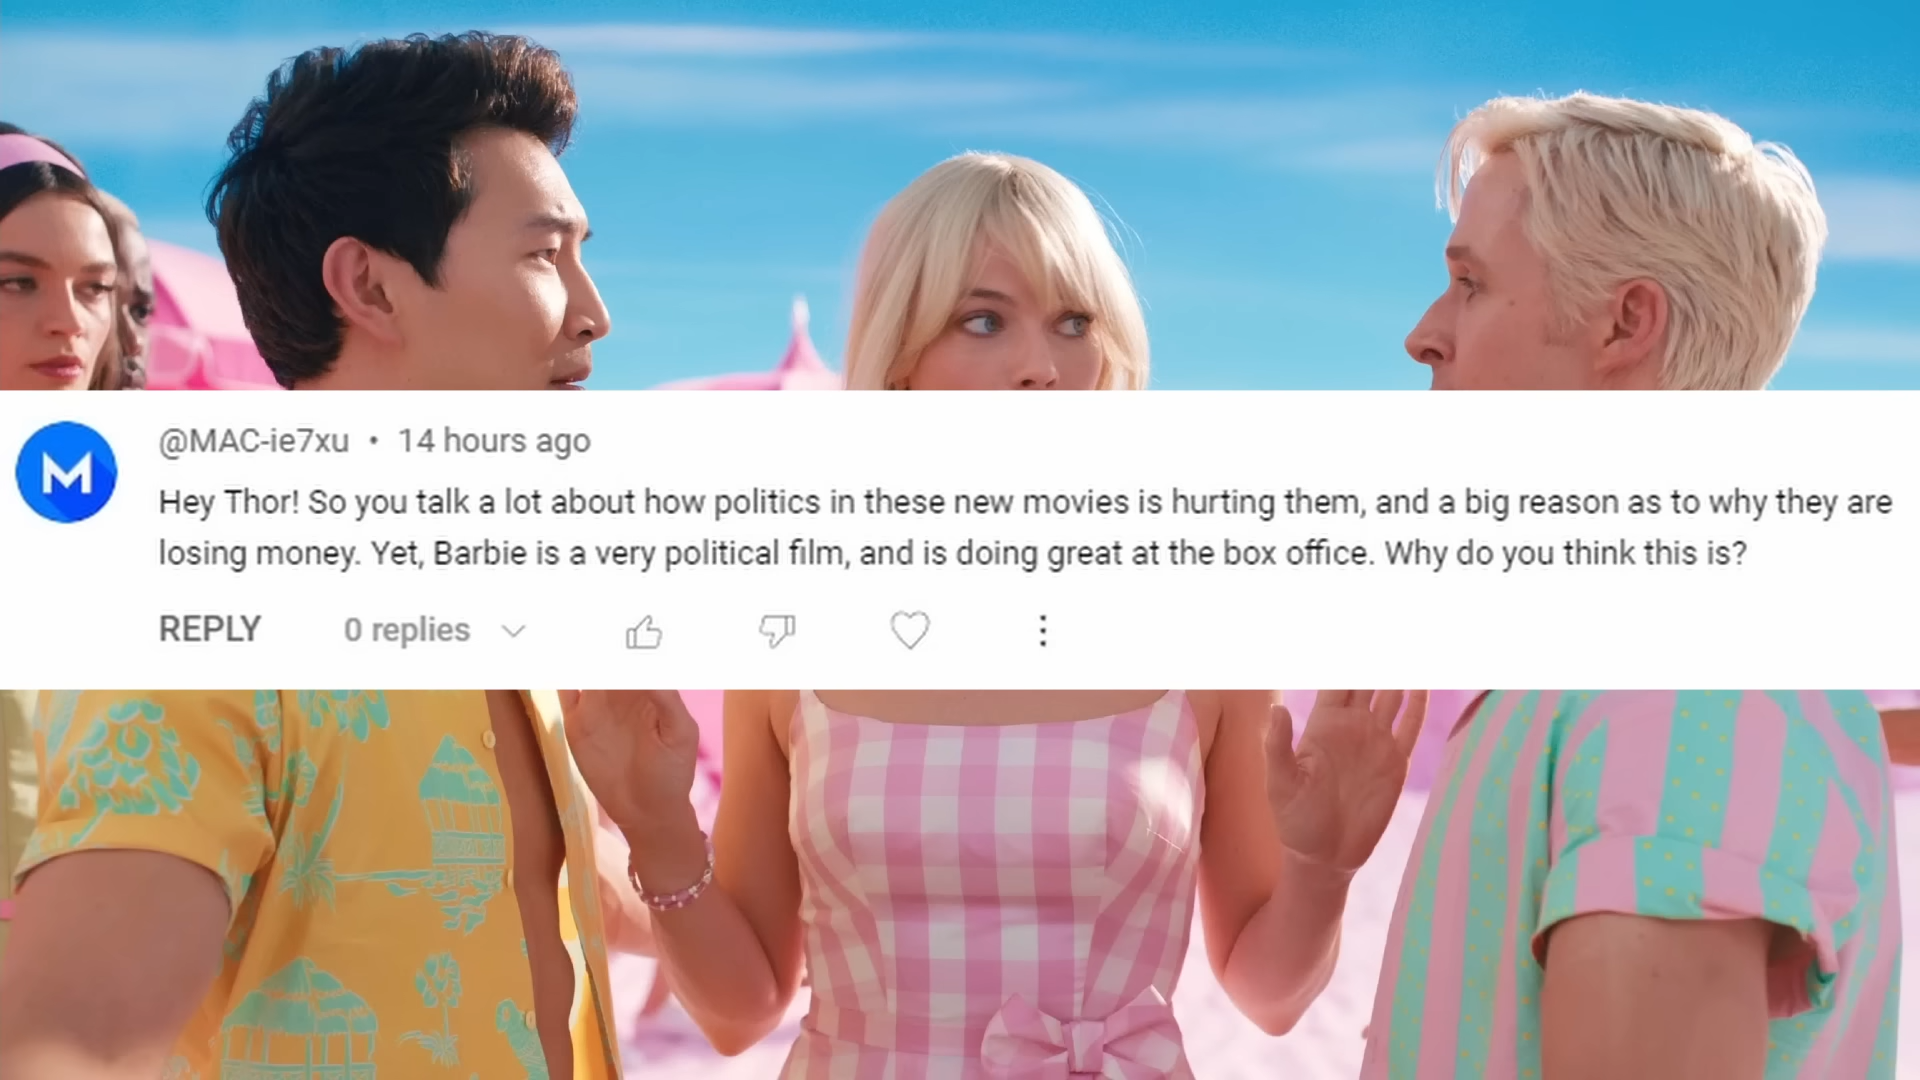 M
@MAC-ie7xu • 14 hours ago
Hey Thor! So you talk a lot about how politics in these new movies is hurting them, and a big reason as to why they are
losing money. Yet, Barbie is a very political film, and is doing great at the box office. Why do you think this is?
REPLY 0 replies